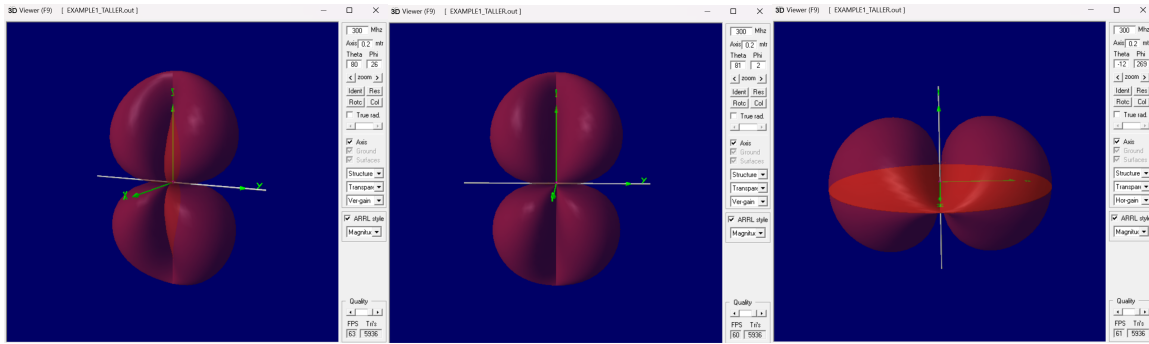 3D Viewer (F9)    [ EXAMPLE1_TALLER.out ]
300 Mhz
Axis 0.2 mtr
Theta Phi
80 26
< zoom >
Ident Res
Rotc Col
True rad.
Axis
Ground
Surfaces
Structure
Transpar
Ver-gain
ARRL style
Magnitu
Quality
FPS Tri's
63 5936
X
Y
3D Viewer (F9)    [ EXAMPLE1_TALLER.out ]
300 Mhz
Axis 0.2 mtr
Theta Phi
81 2
< zoom >
Ident Res
Rotc Col
True rad.
Axis
Ground
Surfaces
Structure
Transpar
Ver-gain
ARRL style
Magnitu
Quality
FPS Tri's
60 5936
Y
3D Viewer (F9)    [ EXAMPLE1_TALLER.out ]
300 Mhz
Axis 0.2 mtr
Theta Phi
-12 269
< zoom >
Ident Res
Rotc Col
True rad.
Axis
Ground
Surfaces
Structure
Transpar
Hor-gain
ARRL style
Magnitu
Quality
FPS Tri's
61 5936